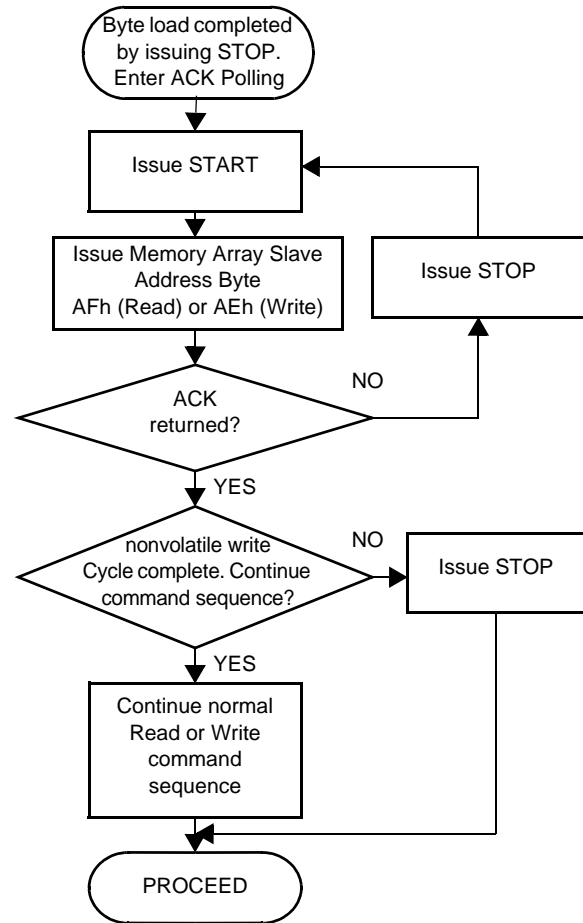 Byte load completed
by issuing STOP.
Enter ACK Polling
Issue START
Issue Memory Array Slave
Address Byte
AFh (Read) or AEh (Write)
Issue STOP
ACK
returned?
NO
YES
nonvolatile write
Cycle complete. Continue
command sequence?
NO
Issue STOP
YES
Continue normal
Read or Write
command
sequence
PROCEED